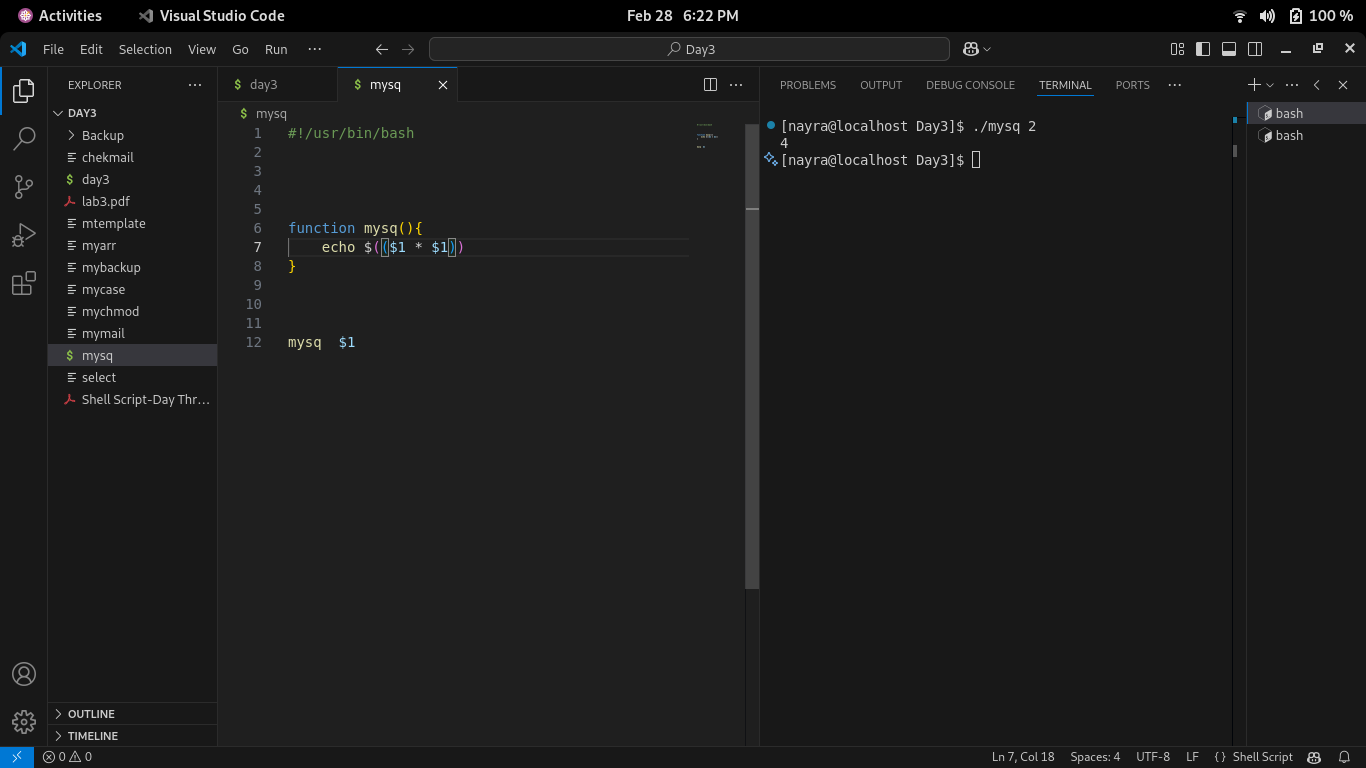 Activities Visual Studio Code Feb 28 6:22 PM 100 %
File Edit Selection View Go Run ··· Day3
EXPLORER ···
DAY3
Backup
chekmail
day3
lab3.pdf
mtemplate
myarr
mybackup
mycase
mychmod
mymail
mysq
select
Shell Script-Day Thr...
OUTLINE
TIMELINE
$ day3 $ mysq
$ mysq
1 #!/usr/bin/bash
2
3
4
5
6 function mysq(){
7 echo $(($1 * $1))
8 }
9
10
11
12 mysq  $1
PROBLEMS OUTPUT DEBUG CONSOLE TERMINAL PORTS ···
[nayra@localhost Day3]$ ./mysq 2
4
[nayra@localhost Day3]$
bash
bash
0 0 Ln 7, Col 18 Spaces: 4 UTF-8 LF {} Shell Script